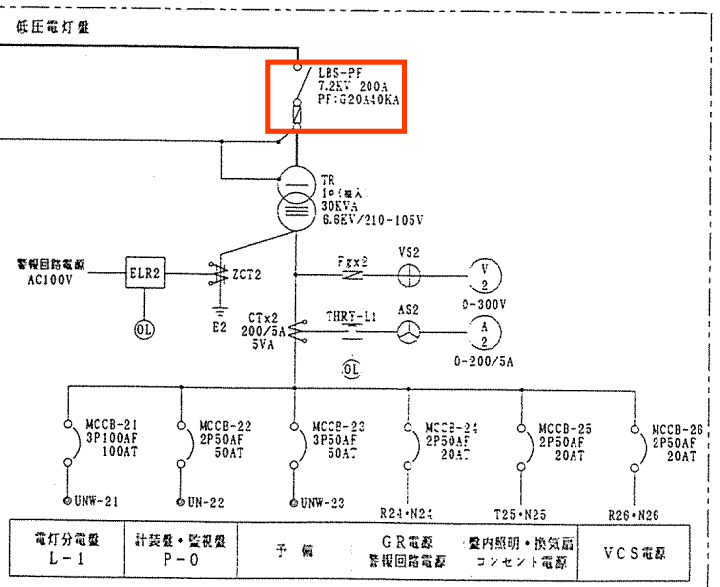 低圧電灯盤
LBS-PF
7.2KV 200A
PF:G20A40KA
TR
1φ(油入)
30KVA
6.6KV/210-105V
警報回路電源
AC100V
ELR2
ZCT2
E2
OL
Fgx2
VS2
V
2
0-300V
CTx2
200/5A
5VA
THRY-L1
AS2
A
2
0-200/5A
OL
MCCB-21
3P100AF
100AT
MCCB-22
2P50AF
50AT
MCCB-23
3P50AF
50AT
MCCB-24
2P50AF
20AT
MCCB-25
2P50AF
20AT
MCCB-26
2P50AF
20AT
UNW-21
UN-22
UNW-23
R24・N24
T25・N25
R26・N26
電灯分電盤
L-1
計装盤・監視盤
P-0
予備
GR電源
警報回路電源
盤内照明・換気扇
コンセント電源
VCS電源